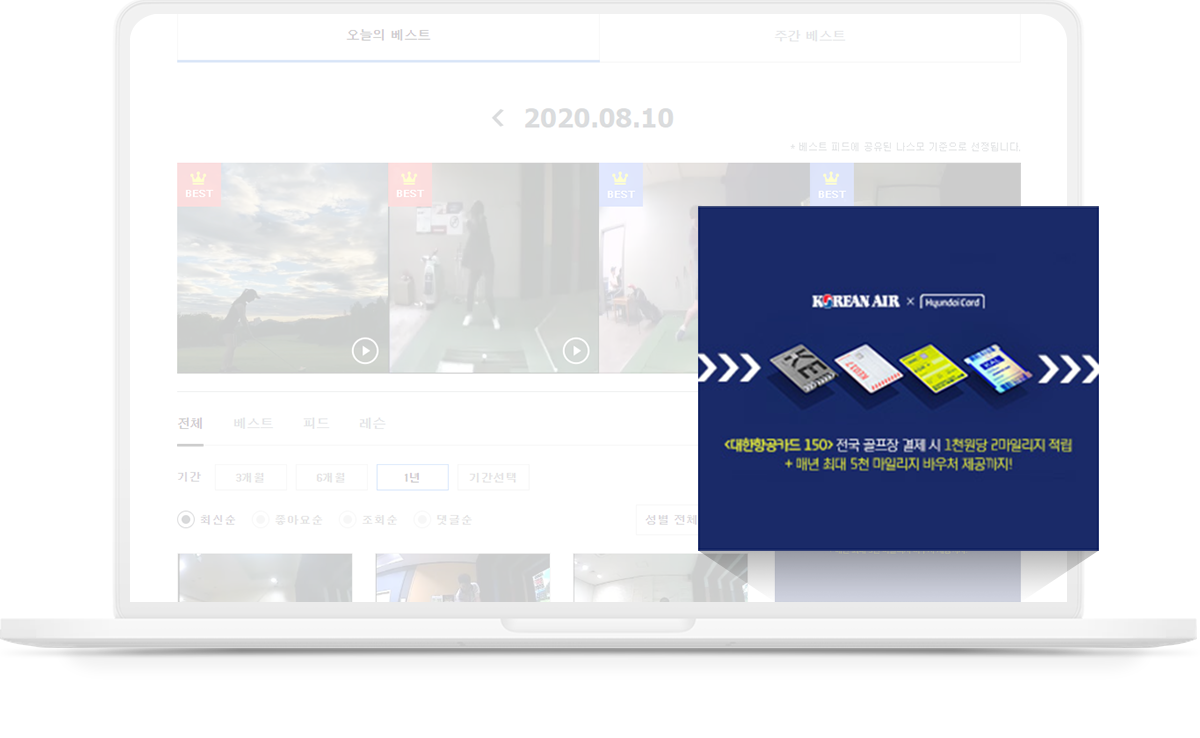 오늘의 베스트
주간 베스트
2020.08.10
* 베스트 피드에 공유된 나스모 기준으로 선정됩니다.
BEST
BEST
BEST
BEST
KOREAN AIR × Hyundai Card
KE
<대한항공카드 150> 전국 골프장 결제 시 1천원당 2마일리지 적립
+ 매년 최대 5천 마일리지 바우처 제공까지!
전체 베스트 피드 레슨
기간 3개월 6개월 1년 기간선택
최신순 좋아요순 조회순 댓글순
성별 전체